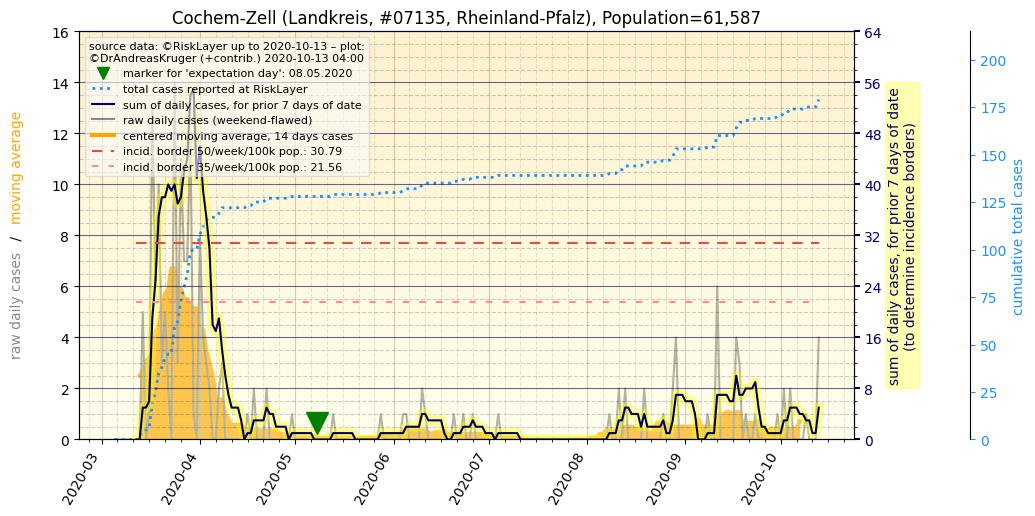 Cochem-Zell (Landkreis, #07135, Rheinland-Pfalz), Population=61,587
source data: ©RiskLayer up to 2020-10-13 – plot:
©DrAndreasKruger (+contrib.) 2020-10-13 04:00
marker for 'expectation day': 08.05.2020
total cases reported at RiskLayer
sum of daily cases, for prior 7 days of date
raw daily cases (weekend-flawed)
centered moving average, 14 days cases
incid. border 50/week/100k pop.: 30.79
incid. border 35/week/100k pop.: 21.56
raw daily cases / moving average
16
14
12
10
8
6
4
2
0
64
56
48
40
32
24
16
8
0
sum of daily cases, for prior 7 days of date
(to determine, incidence borders)
200
175
150
125
100
75
50
25
0
cumulative total cases
2020-03
2020-04
2020-05
2020-06
2020-07
2020-08
2020-09
2020-10